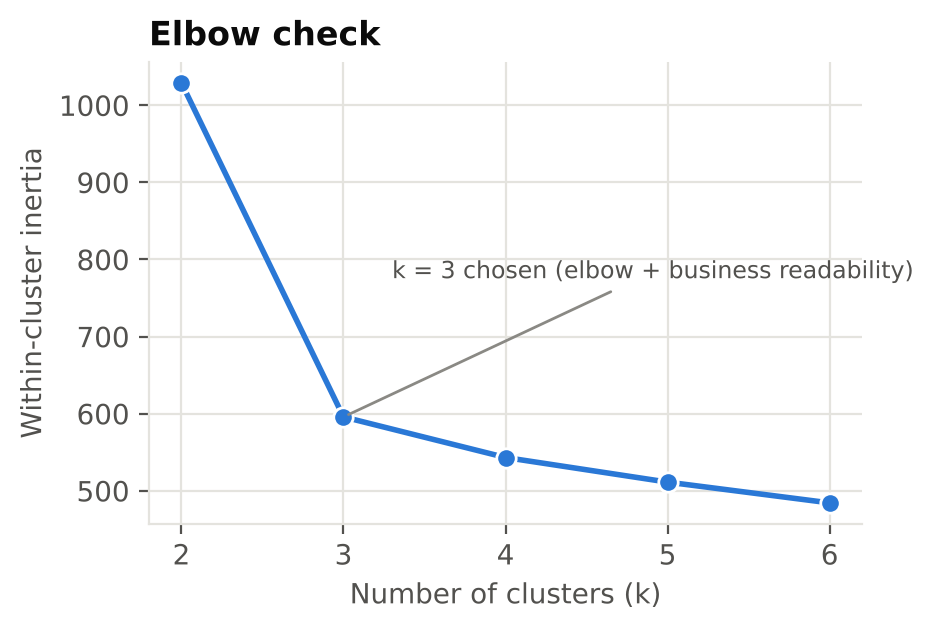 Elbow check
Within-cluster inertia
1000
900
800
700
600
500
k = 3 chosen (elbow + business readability)
2 3 4 5 6
Number of clusters (k)